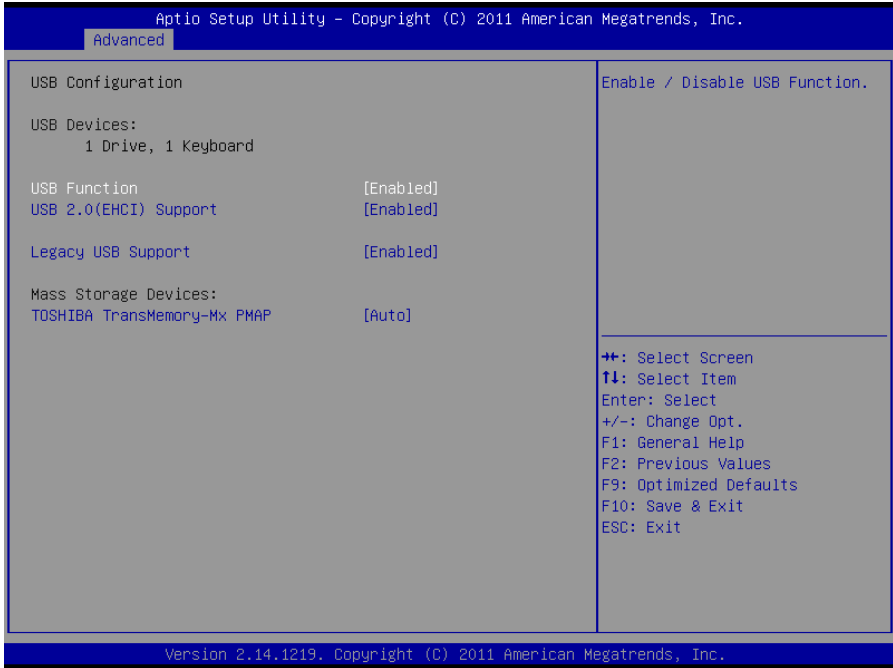 Aptio Setup Utility – Copyright (C) 2011 American Megatrends, Inc.
Advanced
USB Configuration
USB Devices:
1 Drive, 1 Keyboard
USB Function [Enabled]
USB 2.0(EHCI) Support [Enabled]
Legacy USB Support [Enabled]
Mass Storage Devices:
TOSHIBA TransMemory-Mx PMAP [Auto]
Enable / Disable USB Function.
→←: Select Screen
↑↓: Select Item
Enter: Select
+/-: Change Opt.
F1: General Help
F2: Previous Values
F9: Optimized Defaults
F10: Save & Exit
ESC: Exit
Version 2.14.1219. Copyright (C) 2011 American Megatrends, Inc.